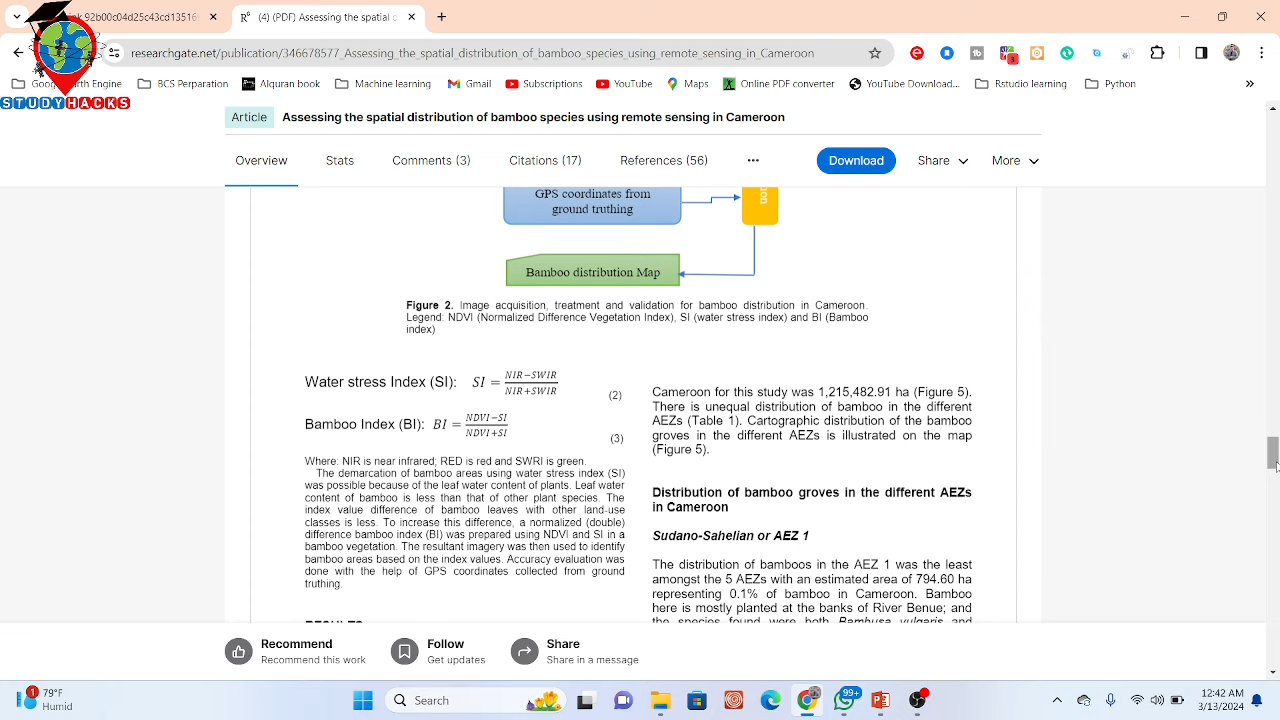 (4) (PDF) Assessing the spatial
researchgate.net/publication/346678577_Assessing_the_spatial_distribution_of_bamboo_species_using_remote_sensing_in_Cameroon
3
Earth Engine
BCS Preparation
Alquran book
Machine learning
Gmail
Subscriptions
YouTube
Maps
Online PDF converter
YouTube Download...
Rstudio learning
Python
»
STUDYHACKS
Article
Assessing the spatial distribution of bamboo species using remote sensing in Cameroon
Overview
Stats
Comments (3)
Citations (17)
References (56)
Download
Share
More
GPS coordinates from
ground truthing
Bamboo distribution Map
Figure 2. Image acquisition, treatment and validation for bamboo distribution in Cameroon.
Legend: NDVI (Normalized Difference Vegetation Index), SI (water stress index) and BI (Bamboo
index)
Water stress Index (SI): SI = NIR−SWIR / NIR+SWIR (2)
Bamboo Index (BI): BI = NDVI−SI / NDVI+SI (3)
Where: NIR is near infrared; RED is red and SWRI is green.
The demarcation of bamboo areas using water stress index (SI)
was possible because of the leaf water content of plants. Leaf water
content of bamboo is less than that of other plant species. The
index value difference of bamboo leaves with other land-use
classes is less. To increase this difference, a normalized (double)
difference bamboo index (BI) was prepared using NDVI and SI in a
bamboo vegetation. The resultant imagery was then used to identify
bamboo areas based on the index values. Accuracy evaluation was
done with the help of GPS coordinates collected from ground
truthing.
RESULTS
Cameroon for this study was 1,215,482.91 ha (Figure 5).
There is unequal distribution of bamboo in the different
AEZs (Table 1). Cartographic distribution of the bamboo
groves in the different AEZs is illustrated on the map
(Figure 5).
Distribution of bamboo groves in the different AEZs
in Cameroon
Sudano-Sahelian or AEZ 1
The distribution of bamboos in the AEZ 1 was the least
amongst the 5 AEZs with an estimated area of 794.60 ha
representing 0.1% of bamboo in Cameroon. Bamboo
here is mostly planted at the banks of River Benue; and
the species found were both Bambusa vulgaris and
Recommend
Recommend this work
Follow
Get updates
Share
Share in a message
1
79°F
Humid
Search
99+
12:42 AM
3/13/2024